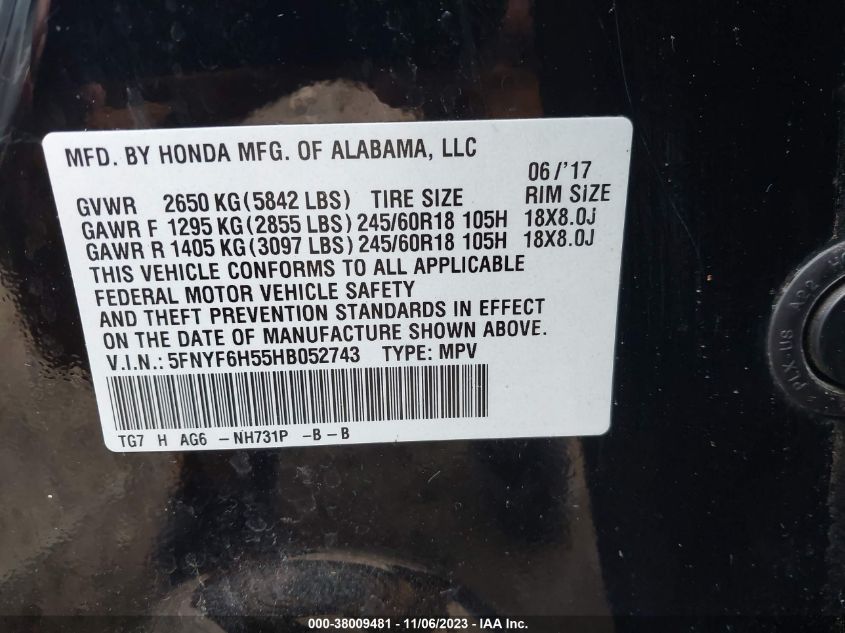 MFD. BY HONDA MFG. OF ALABAMA, LLC
06/'17
GVWR 2650 KG(5842 LBS) TIRE SIZE RIM SIZE
GAWR F 1295 KG(2855 LBS) 245/60R18 105H 18X8.0J
GAWR R 1405 KG(3097 LBS) 245/60R18 105H 18X8.0J
THIS VEHICLE CONFORMS TO ALL APPLICABLE
FEDERAL MOTOR VEHICLE SAFETY
AND THEFT PREVENTION STANDARDS IN EFFECT
ON THE DATE OF MANUFACTURE SHOWN ABOVE.
V.I.N.: 5FNYF6H55HB052743 TYPE: MPV
TG7 H AG6 -NH731P -B-B
PLX-US A22
000-38009481 - 11/06/2023 - IAA Inc.